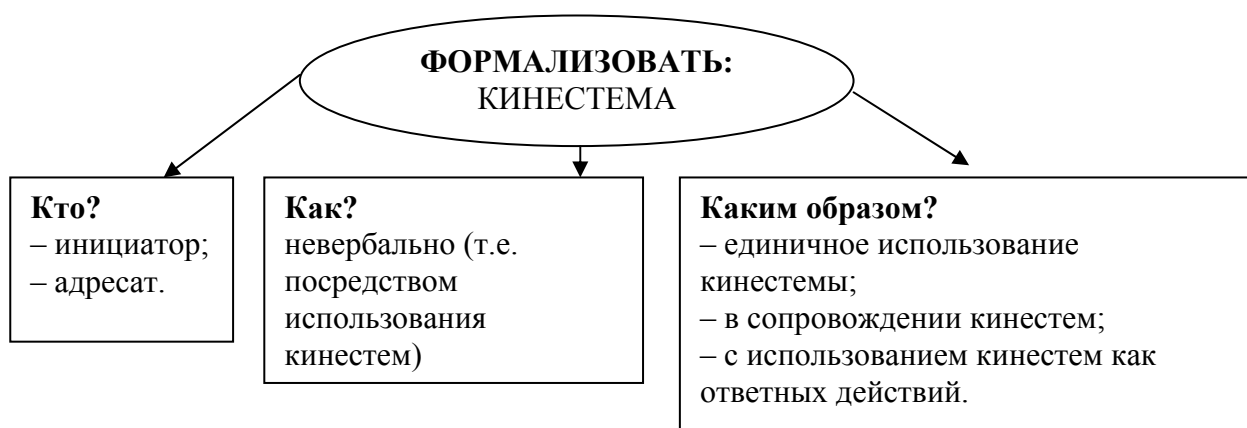 ФОРМАЛИЗОВАТЬ:
КИНЕСТЕМА
Кто?
– инициатор;
– адресат.
Как?
невербально (т.е.
посредством
использования
кинестем)
Каким образом?
– единичное использование
кинестемы;
– в сопровождении кинестем;
– с использованием кинестем как
ответных действий.